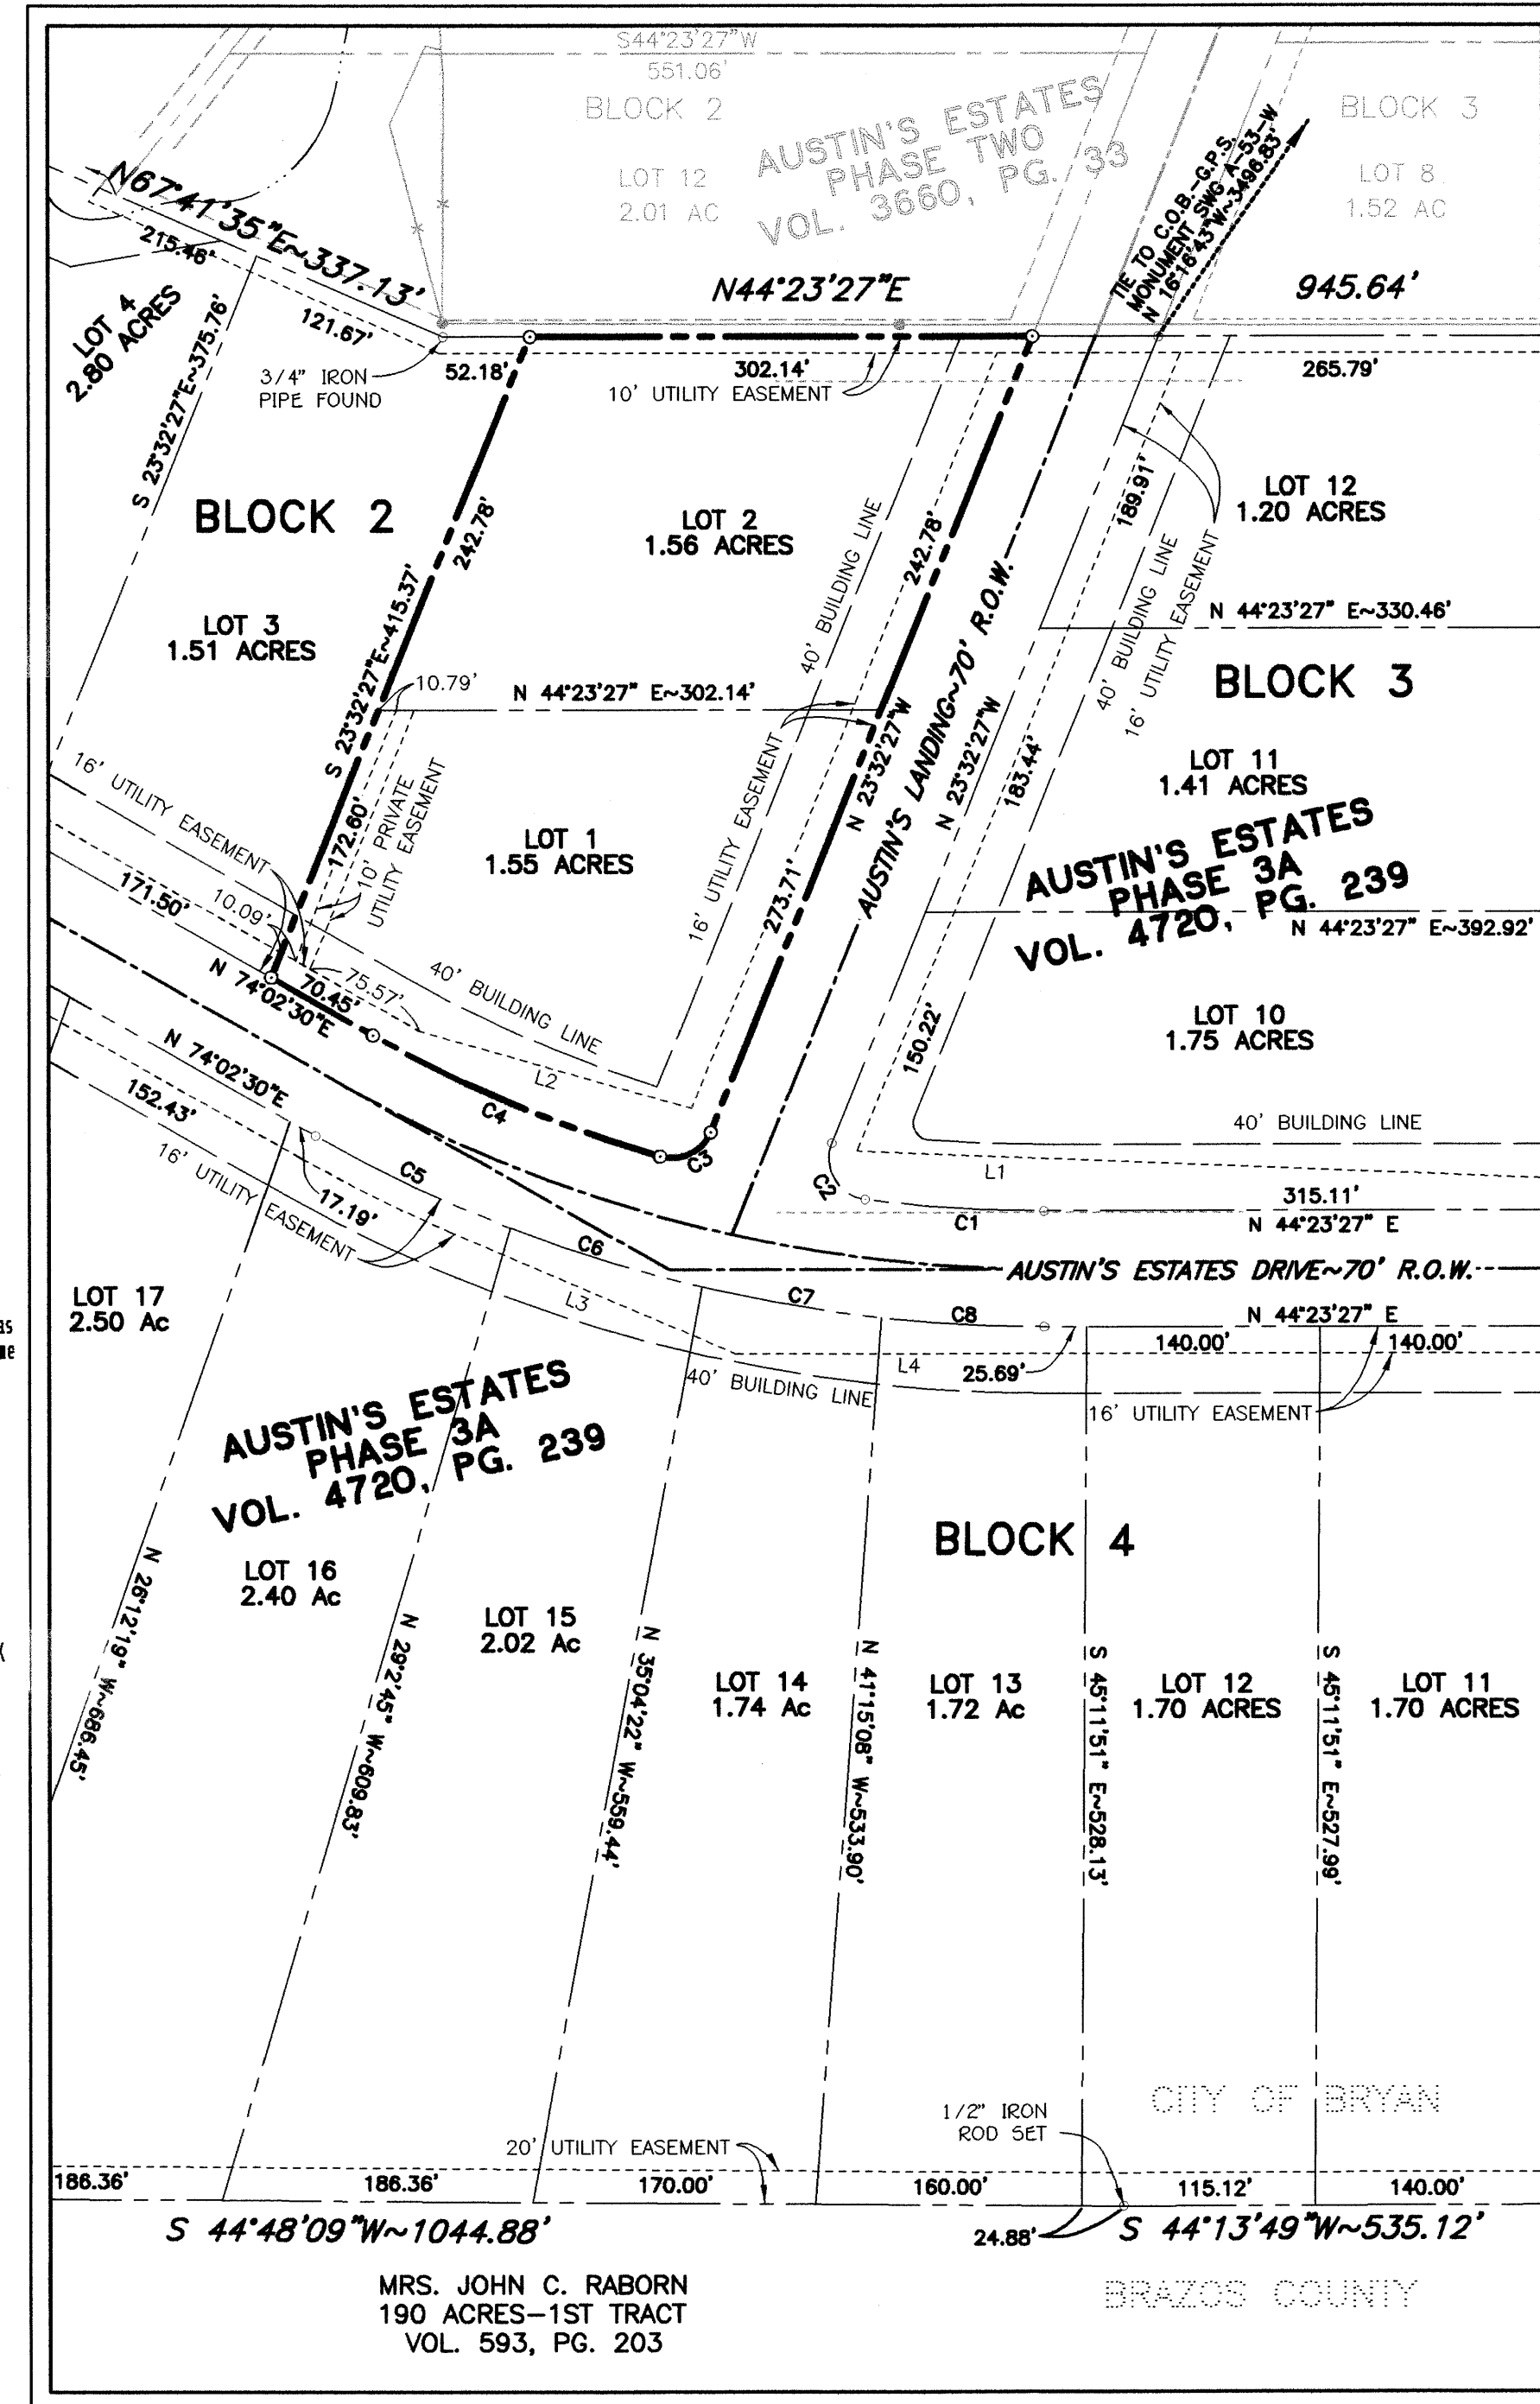 S44°23'27"W
551.06'
BLOCK 2
LOT 12
2.01 AC
AUSTIN'S ESTATES
PHASE TWO
VOL. 3660, PG. 33
BLOCK 3
LOT 8
1.52 AC
TIE TO C.O.B.-G.P.S.
MONUMENT SWG A-53-W
N 16°16'43"W~3496.83'
N67°41'35"E~337.13'
215.46'
121.67'
N44°23'27"E
945.64'
LOT 4
2.80 ACRES
S 23°32'27"E~375.76'
3/4" IRON
PIPE FOUND
52.18'
302.14'
10' UTILITY EASEMENT
265.79'
BLOCK 2
242.78'
LOT 2
1.56 ACRES
40' BUILDING LINE
242.78'
189.91'
LOT 12
1.20 ACRES
LOT 3
1.51 ACRES
S 23°32'27"E~415.37'
AUSTIN'S LANDING~70' R.O.W.
40' BUILDING LINE
16' UTILITY EASEMENT
N 44°23'27" E~330.46'
BLOCK 3
10.79'
N 44°23'27" E~302.14'
N 23°32'27"W
N 23°32'27"W
183.44'
LOT 11
1.41 ACRES
16' UTILITY EASEMENT
172.60'
10' PRIVATE
UTILITY EASEMENT
LOT 1
1.55 ACRES
16' UTILITY EASEMENT
273.71'
AUSTIN'S ESTATES
PHASE 3A
VOL. 4720, PG. 239
N 44°23'27" E~392.92'
171.50'
10.09'
N 74°02'30"E
70.45'
75.57'
40' BUILDING LINE
150.22'
LOT 10
1.75 ACRES
N 74°02'30"E
152.43'
L2
C4
C3
40' BUILDING LINE
16' UTILITY EASEMENT
C5
17.19'
C2
L1
315.11'
C1
N 44°23'27" E
C6
AUSTIN'S ESTATES DRIVE~70' R.O.W.
LOT 17
2.50 Ac
L3
C7
C8
N 44°23'27" E
as
140.00'
140.00'
L4
25.69'
40' BUILDING LINE
16' UTILITY EASEMENT
AUSTIN'S ESTATES
PHASE 3A
VOL. 4720, PG. 239
BLOCK 4
N 26°12'19" W~686.45'
LOT 16
2.40 Ac
N 29°2'45" W~609.83'
LOT 15
2.02 Ac
N 35°04'22" W~559.44'
LOT 14
1.74 Ac
N 41°15'08" W~533.90'
LOT 13
1.72 Ac
S 45°11'51" E~528.13'
LOT 12
1.70 ACRES
S 45°11'51" E~527.99'
LOT 11
1.70 ACRES
CITY OF BRYAN
1/2" IRON
ROD SET
20' UTILITY EASEMENT
186.36'
186.36'
170.00'
160.00'
115.12'
140.00'
S 44°48'09"W~1044.88'
24.88'
S 44°13'49"W~535.12'
MRS. JOHN C. RABORN
190 ACRES-1ST TRACT
VOL. 593, PG. 203
BRAZOS COUNTY